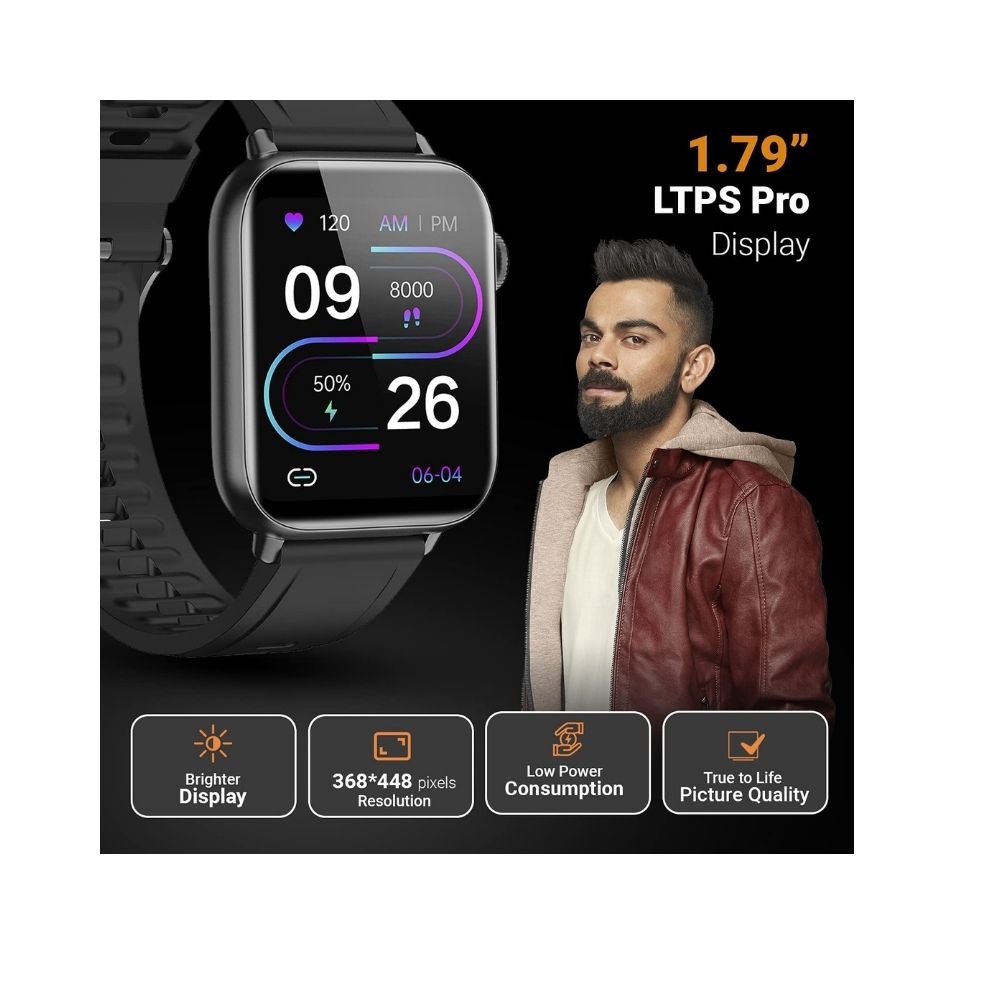 1.79”
LTPS Pro
Display
120 AM | PM
09
8000
50%
26
06-04
Brighter
Display
368*448 pixels
Resolution
Low Power
Consumption
True to Life
Picture Quality